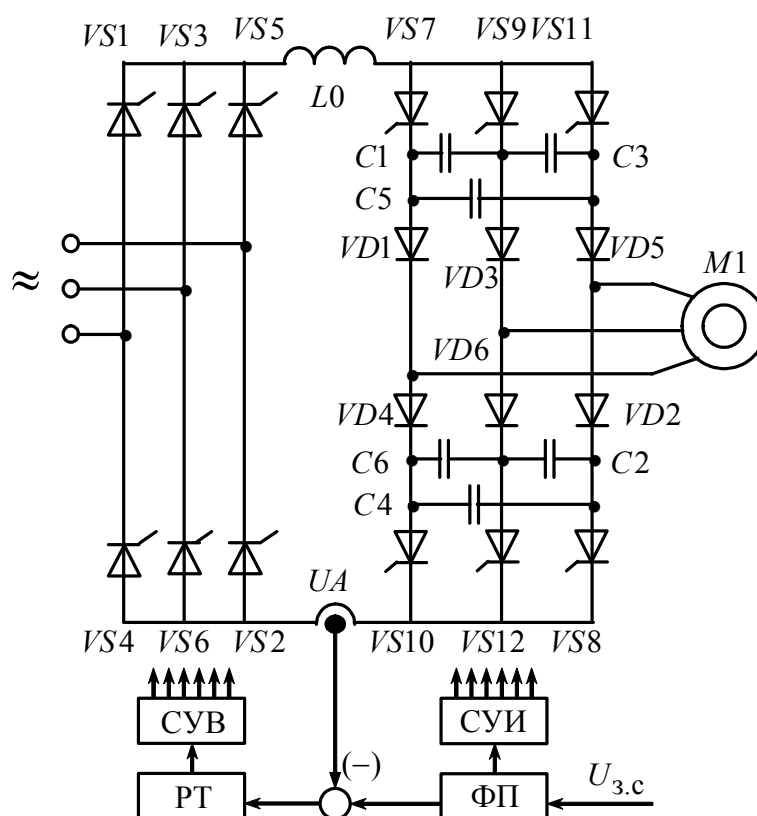 VS1 VS3 VS5 VS7 VS9 VS11
L0
C1 C3
C5
VD1 VD3 VD5
M1
≈
VD6
VD4 VD2
C6 C2
C4
UA
VS4 VS6 VS2 VS10 VS12 VS8
СУВ СУИ
(−)
РТ ФП Uз.с